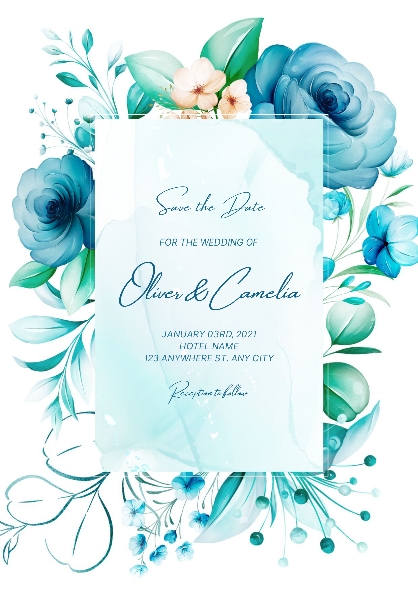 Save the Date
FOR THE WEDDING OF
Oliver & Camelia
JANUARY 03RD, 2021
HOTEL NAME
123 ANYWHERE ST, ANY CITY
Reception to follow